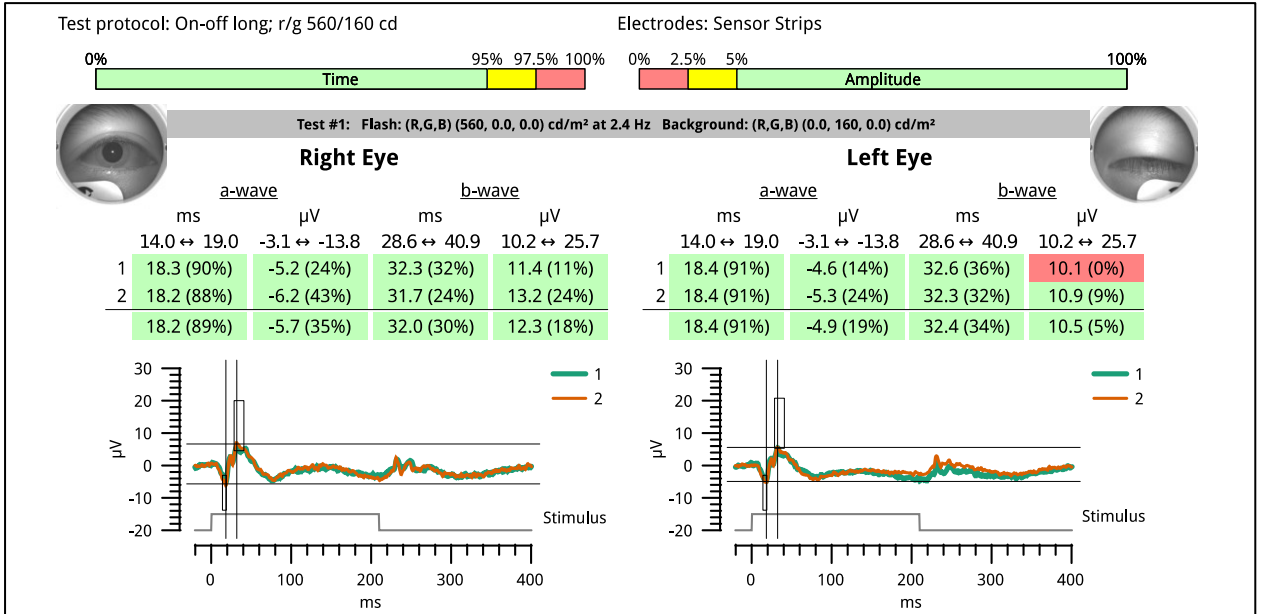 Test protocol: On-off long; r/g 560/160 cd
Electrodes: Sensor Strips
0% 95% 97.5% 100%
Time
0% 2.5% 5% 100%
Amplitude
Test #1: Flash: (R,G,B) (560, 0.0, 0.0) cd/m² at 2.4 Hz Background: (R,G,B) (0.0, 160, 0.0) cd/m²
Right Eye
a-wave b-wave
ms µV ms µV
14.0 ↔ 19.0 -3.1 ↔ -13.8 28.6 ↔ 40.9 10.2 ↔ 25.7
1 18.3 (90%) -5.2 (24%) 32.3 (32%) 11.4 (11%)
2 18.2 (88%) -6.2 (43%) 31.7 (24%) 13.2 (24%)
18.2 (89%) -5.7 (35%) 32.0 (30%) 12.3 (18%)
30
20
10
0
-10
-20
µV
1
2
Stimulus
0 100 200 300 400
ms
Left Eye
a-wave b-wave
ms µV ms µV
14.0 ↔ 19.0 -3.1 ↔ -13.8 28.6 ↔ 40.9 10.2 ↔ 25.7
1 18.4 (91%) -4.6 (14%) 32.6 (36%) 10.1 (0%)
2 18.4 (91%) -5.3 (24%) 32.3 (32%) 10.9 (9%)
18.4 (91%) -4.9 (19%) 32.4 (34%) 10.5 (5%)
30
20
10
0
-10
-20
µV
1
2
Stimulus
0 100 200 300 400
ms